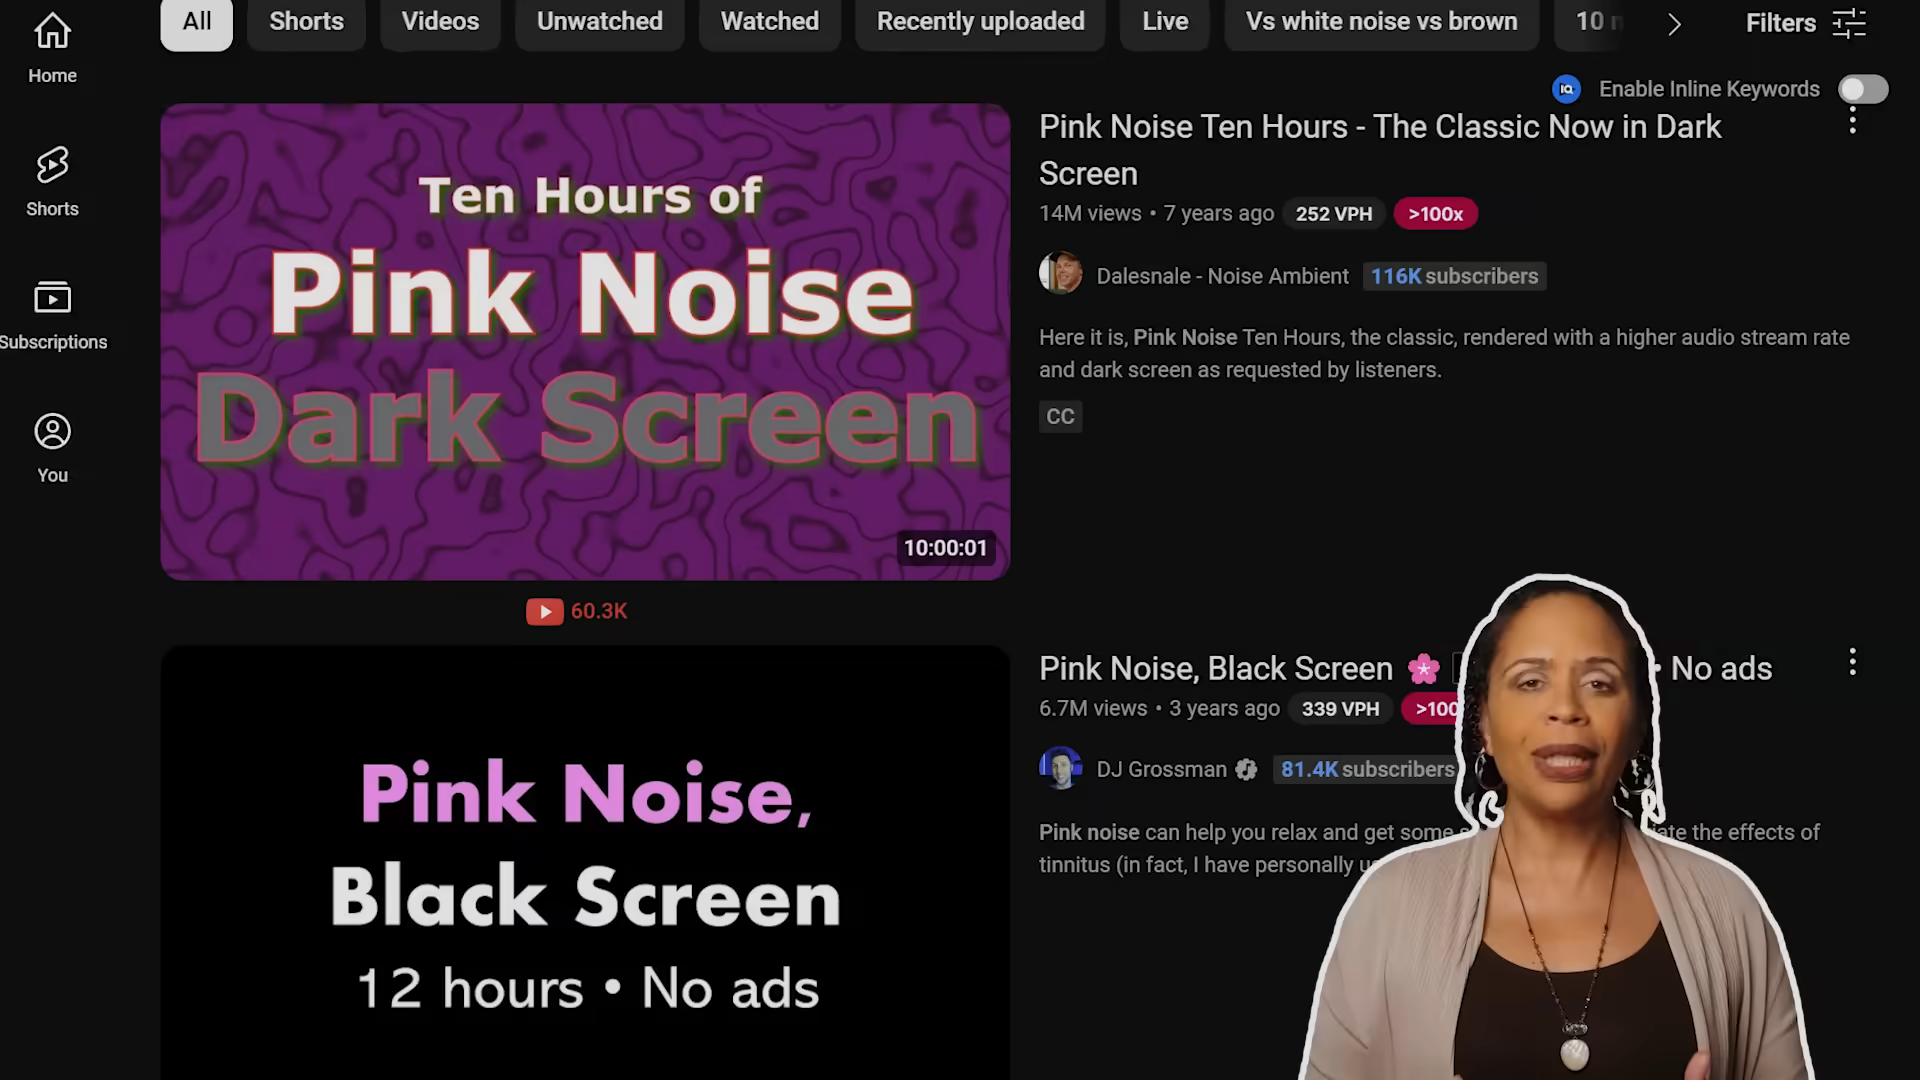 All
Shorts
Videos
Unwatched
Watched
Recently uploaded
Live
Vs white noise vs brown
10
Filters
Home
Shorts
Subscriptions
You
IQ
Enable Inline Keywords
Ten Hours of
Pink Noise
Dark Screen
10:00:01
60.3K
Pink Noise Ten Hours - The Classic Now in Dark
Screen
14M views • 7 years ago 252 VPH >100x
Dalesnale - Noise Ambient 116K subscribers
Here it is, Pink Noise Ten Hours, the classic, rendered with a higher audio stream rate
and dark screen as requested by listeners.
CC
Pink Noise,
Black Screen
12 hours • No ads
Pink Noise, Black Screen 🌸 • No ads
6.7M views • 3 years ago 339 VPH >100
DJ Grossman 81.4K subscribers
Pink noise can help you relax and get some the effects of
tinnitus (in fact, I have personally